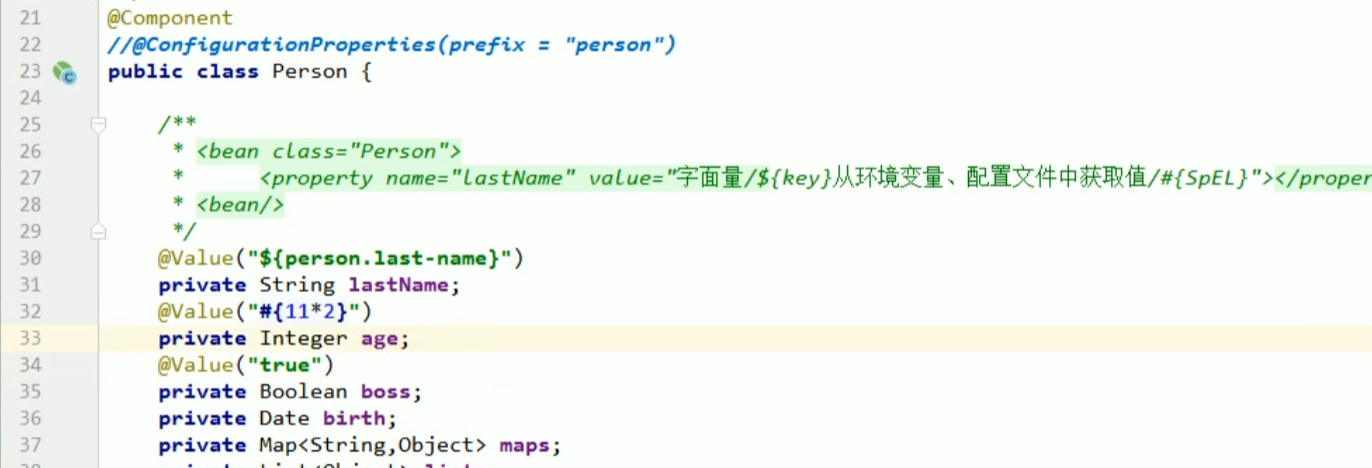 21 @Component
22 //@ConfigurationProperties(prefix = "person")
23 public class Person {
24
25 /**
26 * <bean class="Person">
27 * <property name="lastName" value="字面量/${key}从环境变量、配置文件中获取值/#{SpEL}"></proper
28 * <bean/>
29 */
30 @Value("${person.last-name}")
31 private String lastName;
32 @Value("#{11*2}")
33 private Integer age;
34 @Value("true")
35 private Boolean boss;
36 private Date birth;
37 private Map<String,Object> maps;